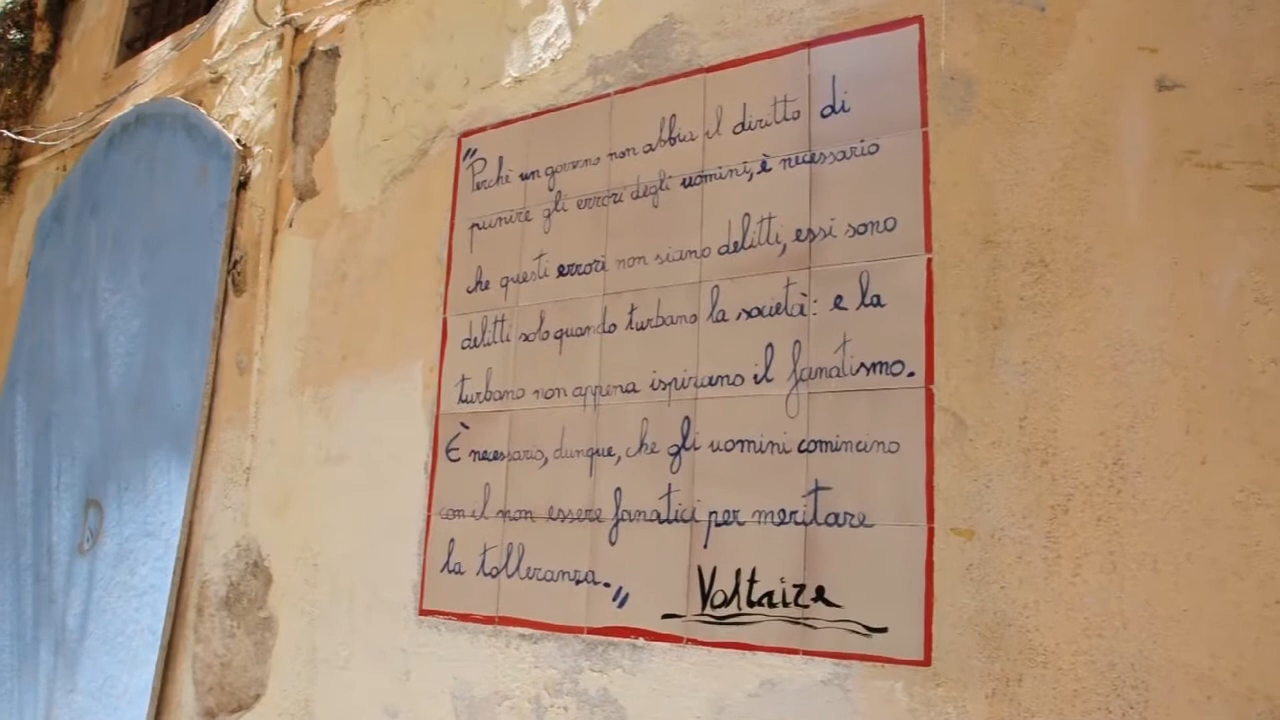 "Perchè un governo non abbia il diritto di
punire gli errori degli uomini, è necessario
che questi errori non siano delitti, essi sono
delitti solo quando turbano la società: e la
turbano non appena ispirano il fanatismo.
È necessario, dunque, che gli uomini comincino
con il non essere fanatici per meritare
la tolleranza."
Voltaire